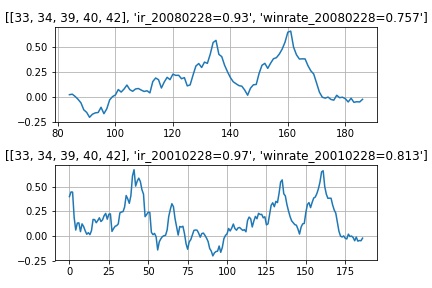 [[33, 34, 39, 40, 42], 'ir_20080228=0.93', 'winrate_20080228=0.757']
0.50
0.25
0.00
−0.25
80 100 120 140 160 180
[[33, 34, 39, 40, 42], 'ir_20010228=0.97', 'winrate_20010228=0.813']
0.50
0.25
0.00
−0.25
0 25 50 75 100 125 150 175